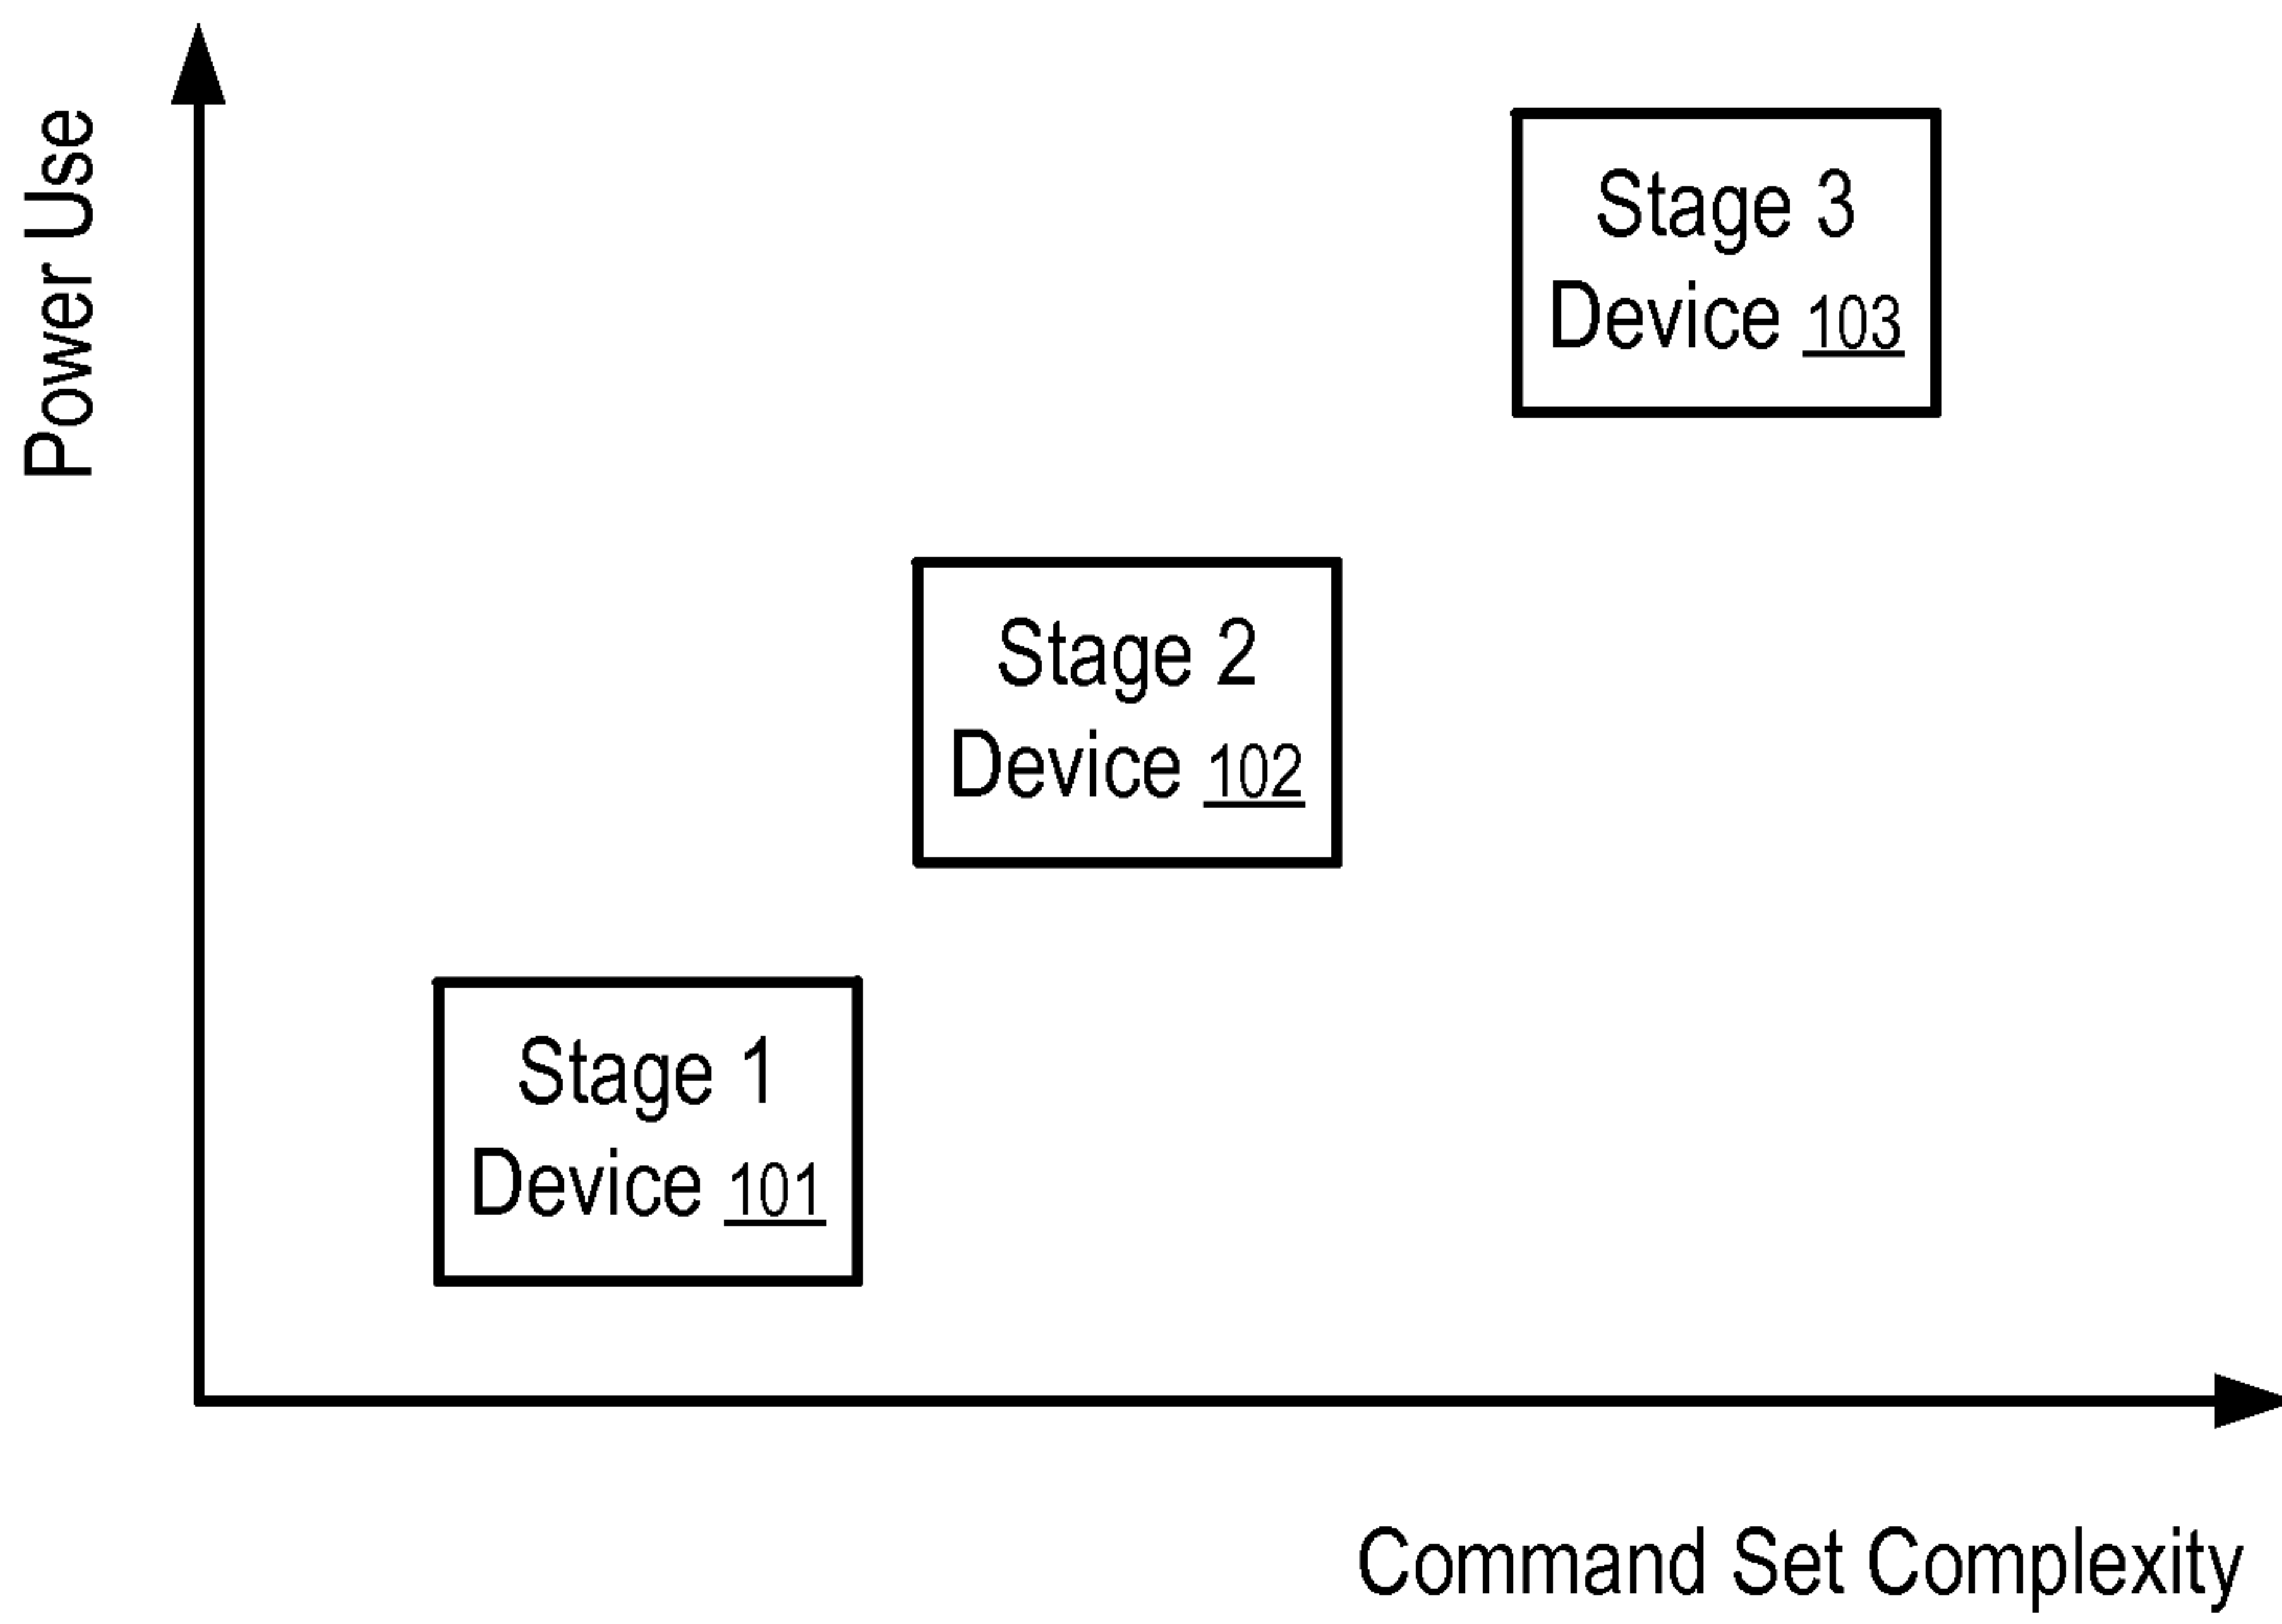 Power Use
Stage 3
Device 103
Stage 2
Device 102
Stage 1
Device 101
Command Set Complexity